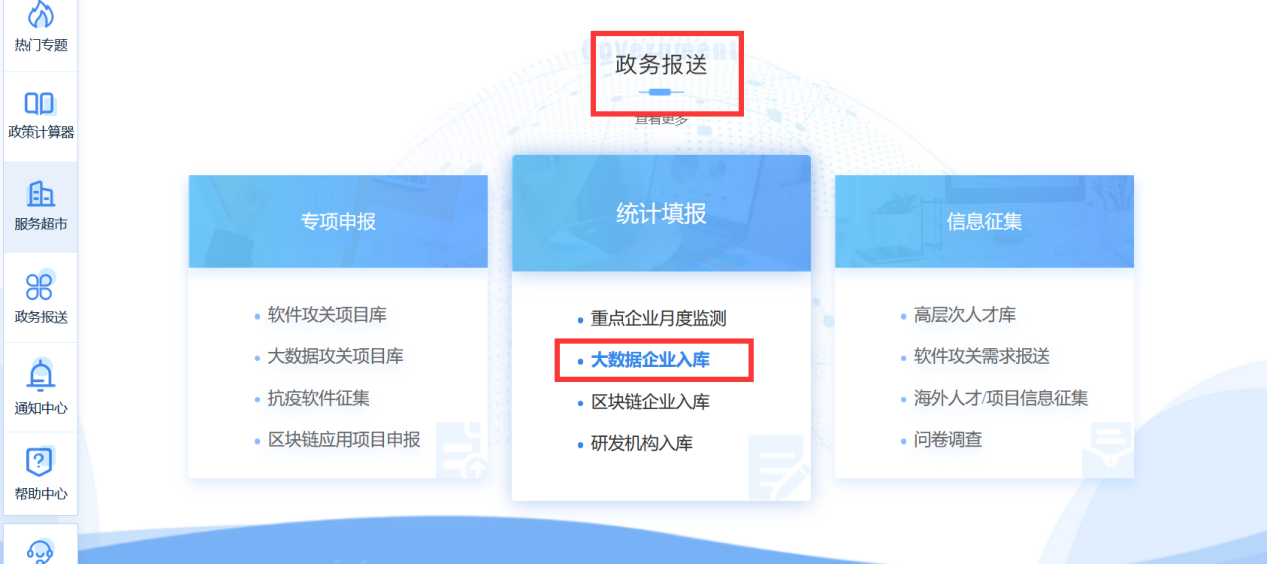 热门专题
政策计算器
服务超市
政务报送
通知中心
帮助中心
Government
政务报送
查看更多
专项申报
软件攻关项目库
大数据攻关项目库
抗疫软件征集
区块链应用项目申报
统计填报
重点企业月度监测
大数据企业入库
区块链企业入库
研发机构入库
信息征集
高层次人才库
软件攻关需求报送
海外人才/项目信息征集
问卷调查